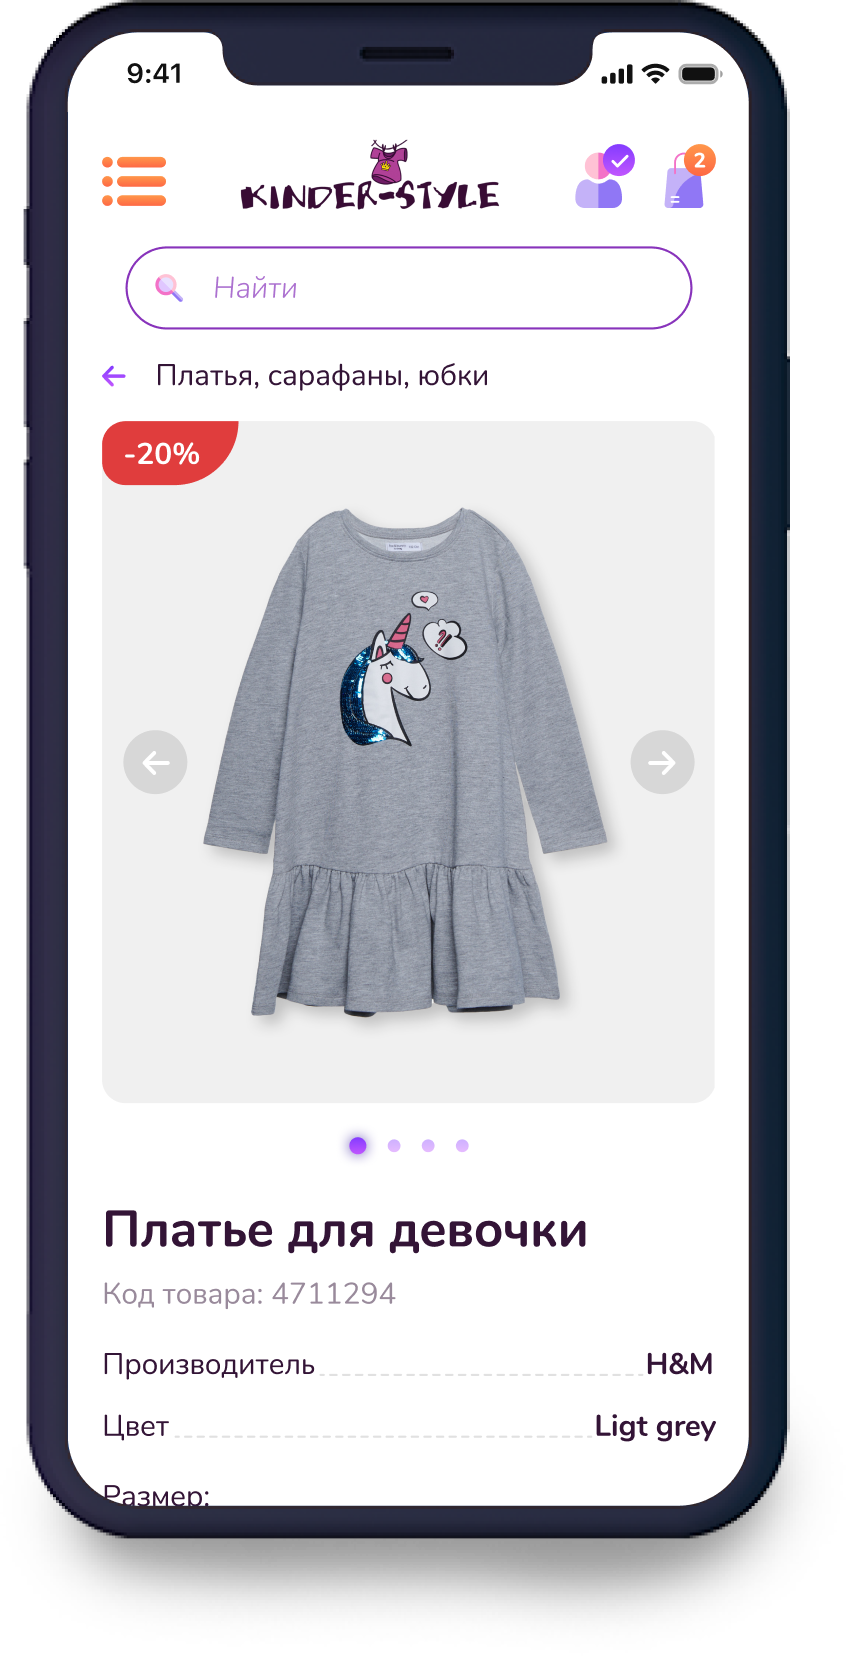 9:41
KINDER-STYLE
2
Найти
Платья, сарафаны, юбки
-20%
?!
Платье для девочки
Код товара: 4711294
Производитель H&M
Цвет Ligt grey
Размер: